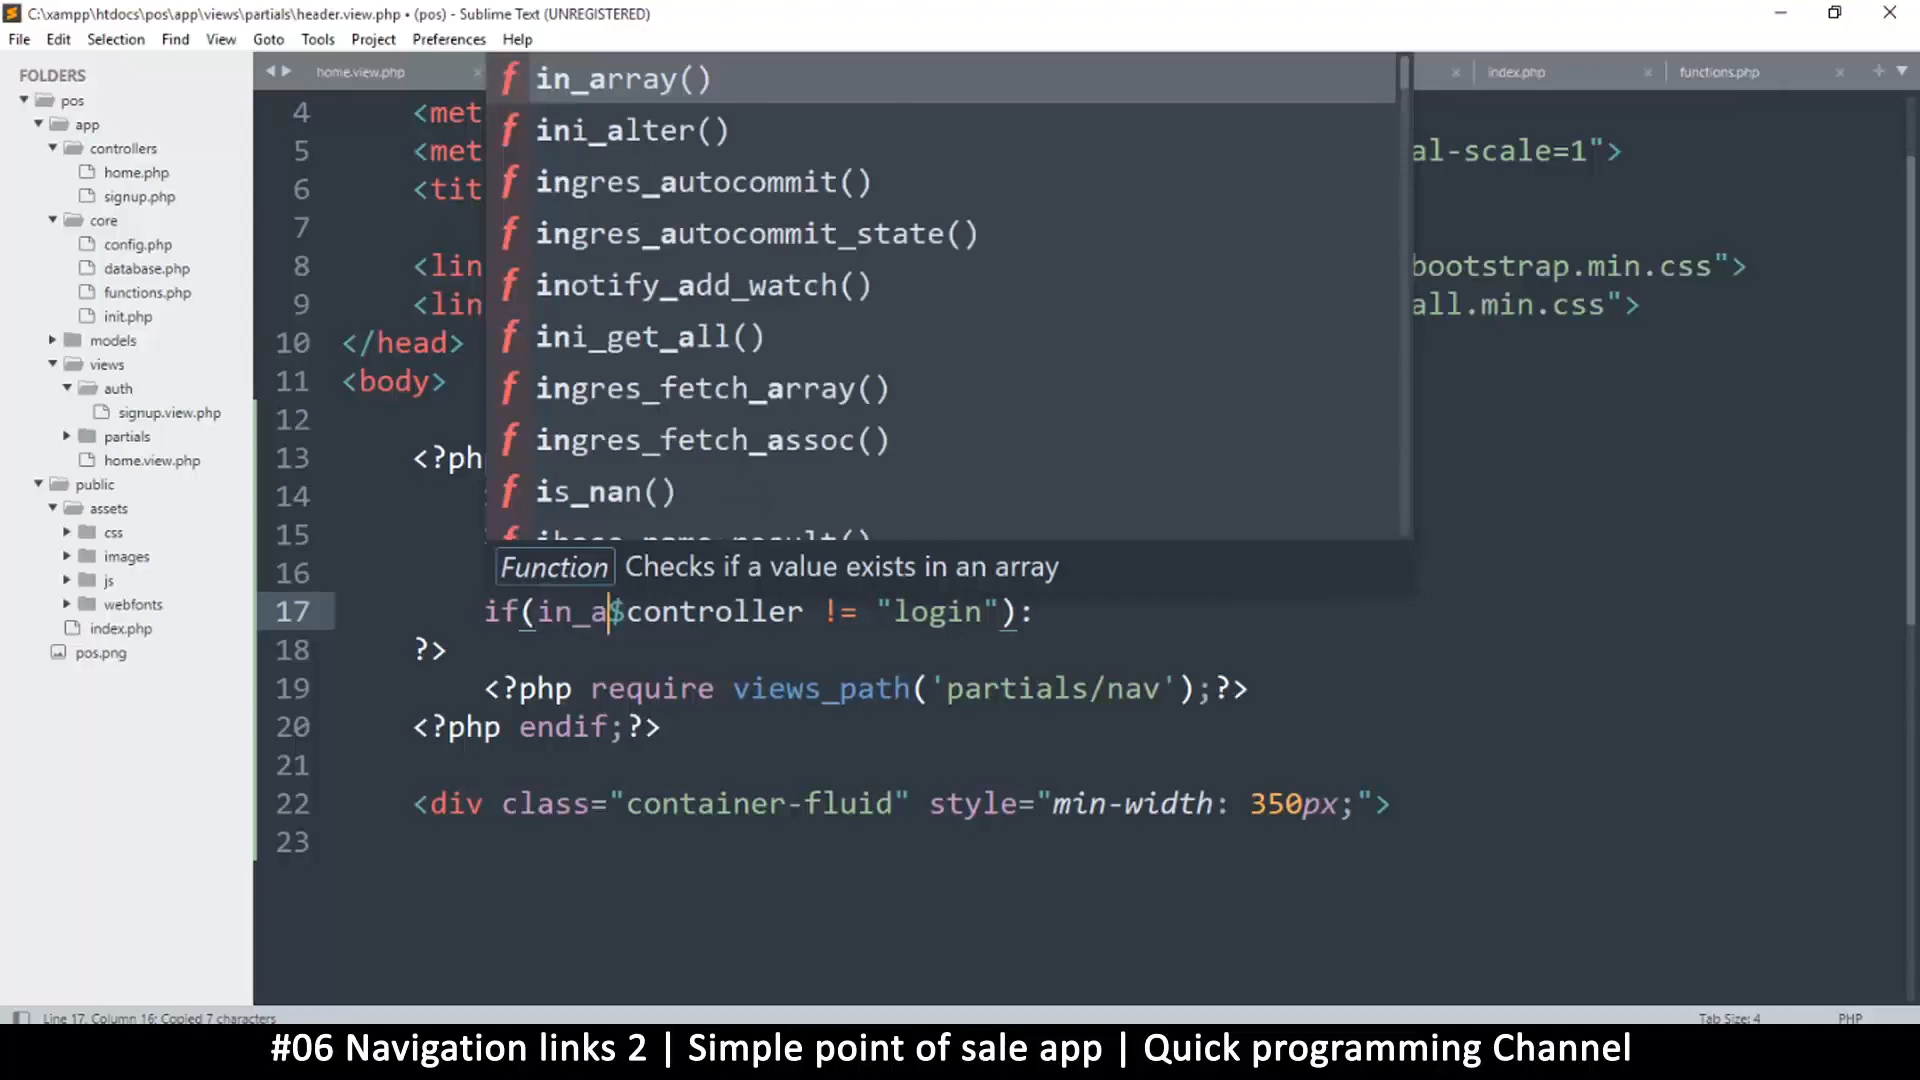 C:\xampp\htdocs\pos\app\views\partials\header.view.php • (pos) - Sublime Text (UNREGISTERED)
File Edit Selection Find View Goto Tools Project Preferences Help
FOLDERS
pos
app
controllers
home.php
signup.php
core
config.php
database.php
functions.php
init.php
models
views
auth
signup.view.php
partials
home.view.php
public
assets
css
images
js
webfonts
index.php
pos.png
home.view.php index.php functions.php
4 <met
5 <met al-scale=1">
6 <tit
7
8 <lin bootstrap.min.css">
9 <lin all.min.css">
10 </head>
11 <body>
12
13 <?ph
14
15
16
17 if(in_a$controller != "login"):
18 ?>
19 <?php require views_path('partials/nav');?>
20 <?php endif;?>
21
22 <div class="container-fluid" style="min-width: 350px;">
23
f in_array()
f ini_alter()
f ingres_autocommit()
f ingres_autocommit_state()
f inotify_add_watch()
f ini_get_all()
f ingres_fetch_array()
f ingres_fetch_assoc()
f is_nan()
Function Checks if a value exists in an array
Line 17, Column 16; Copied 7 characters
Tab Size: 4 PHP
#06 Navigation links 2 | Simple point of sale app | Quick programming Channel